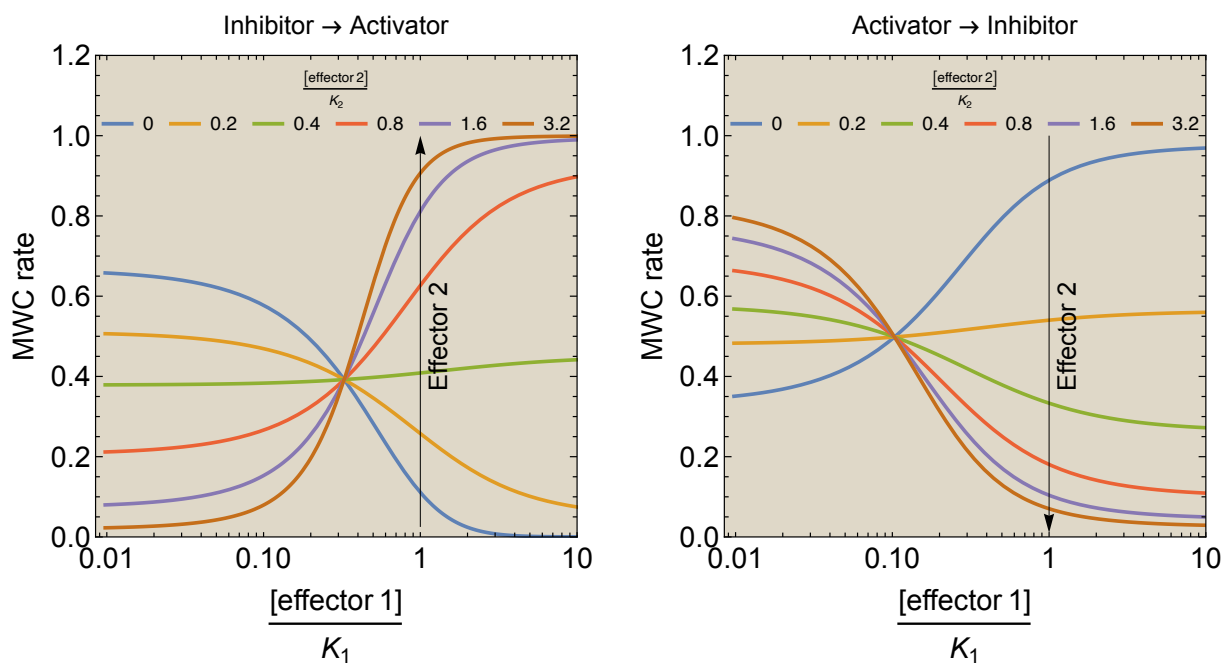 Inhibitor → Activator
1.2
[effector 2]
K2
0 0.2 0.4 0.8 1.6 3.2
1.0
0.8
0.6
0.4
0.2
0.0
MWC rate
Effector 2
0.01 0.10 1 10
[effector 1]
K1
Activator → Inhibitor
1.2
[effector 2]
K2
0 0.2 0.4 0.8 1.6 3.2
1.0
0.8
0.6
0.4
0.2
0.0
MWC rate
Effector 2
0.01 0.10 1 10
[effector 1]
K1